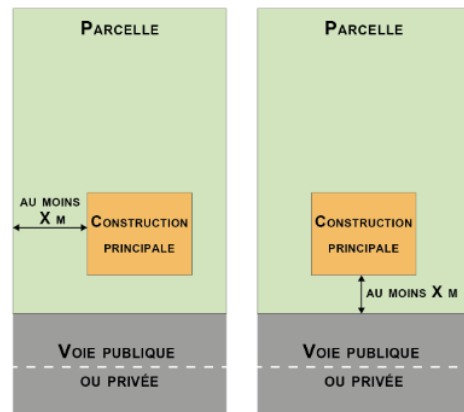 PARCELLE
AU MOINS
X M
CONSTRUCTION
PRINCIPALE
VOIE PUBLIQUE
OU PRIVÉE
PARCELLE
CONSTRUCTION
PRINCIPALE
AU MOINS X M
VOIE PUBLIQUE
OU PRIVÉE